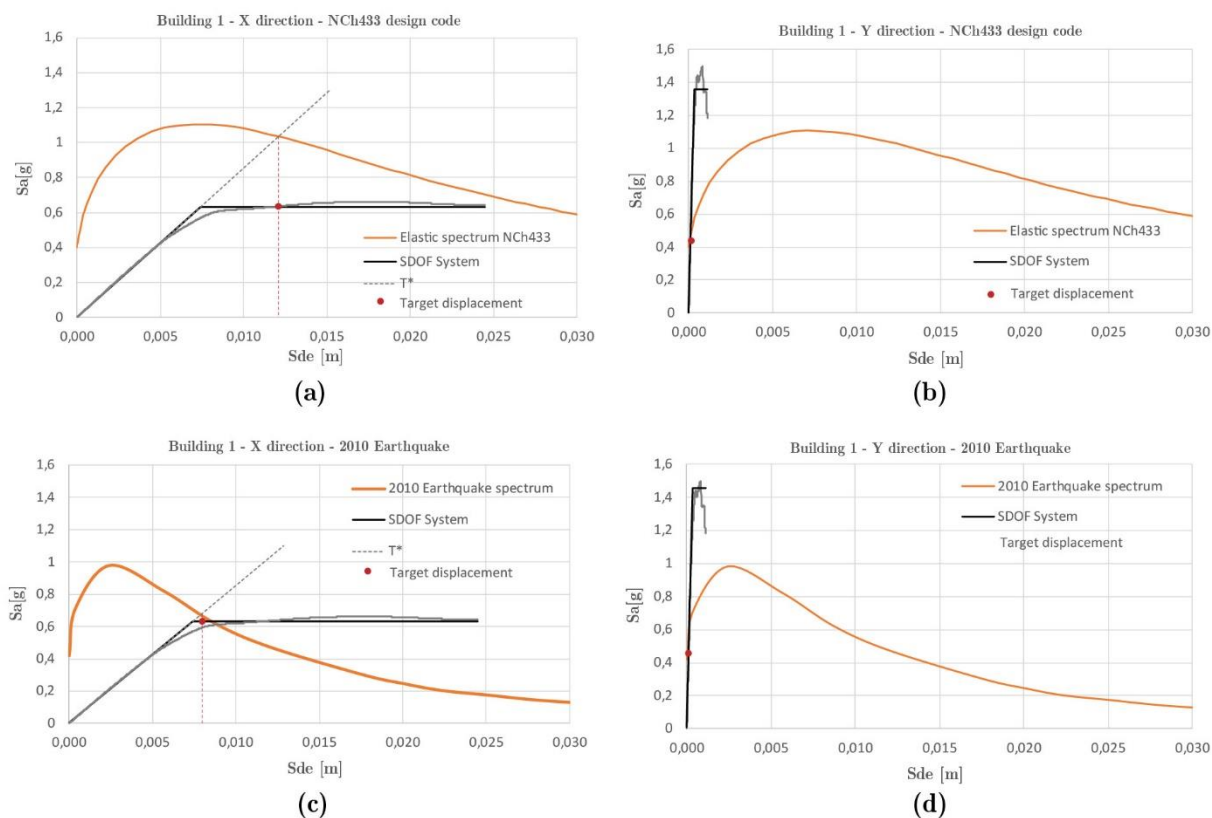 Building 1 - X direction - NCh433 design code
1,6
1,4
1,2
1
0,8
0,6
0,4
0,2
0
Sa[g]
Elastic spectrum NCh433
SDOF System
T*
Target displacement
0,000 0,005 0,010 0,015 0,020 0,025 0,030
Sde [m]
(a)
Building 1 - Y direction - NCh433 design code
1,6
1,4
1,2
1
0,8
0,6
0,4
0,2
0
Sa[g]
Elastic spectrum NCh433
SDOF System
Target displacement
0,000 0,005 0,010 0,015 0,020 0,025 0,030
Sde [m]
(b)
Building 1 - X direction - 2010 Earthquake
1,6
1,4
1,2
1
0,8
0,6
0,4
0,2
0
Sa[g]
2010 Earthquake spectrum
SDOF System
T*
Target displacement
0,000 0,005 0,010 0,015 0,020 0,025 0,030
Sde [m]
(c)
Building 1 - Y direction - 2010 Earthquake
1,6
1,4
1,2
1
0,8
0,6
0,4
0,2
0
Sa[g]
2010 Earthquake spectrum
SDOF System
Target displacement
0,000 0,005 0,010 0,015 0,020 0,025 0,030
Sde [m]
(d)